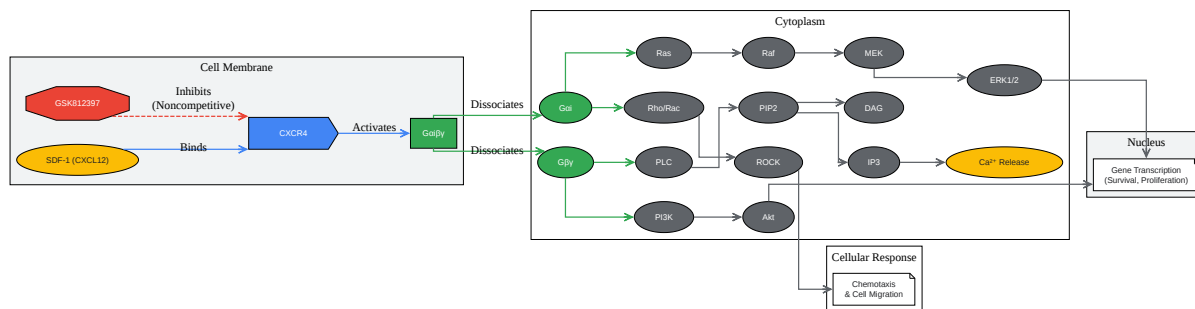 Cell Membrane
GSK812397
Inhibits
(Noncompetitive)
SDF-1 (CXCL12)
Binds
CXCR4
Activates
Gαiβγ
Dissociates
Dissociates
Cytoplasm
Gαi
Gβγ
Ras
Raf
MEK
ERK1/2
Rho/Rac
PIP2
DAG
PLC
ROCK
IP3
Ca²⁺ Release
PI3K
Akt
Nucleus
Gene Transcription
(Survival, Proliferation)
Cellular Response
Chemotaxis
& Cell Migration